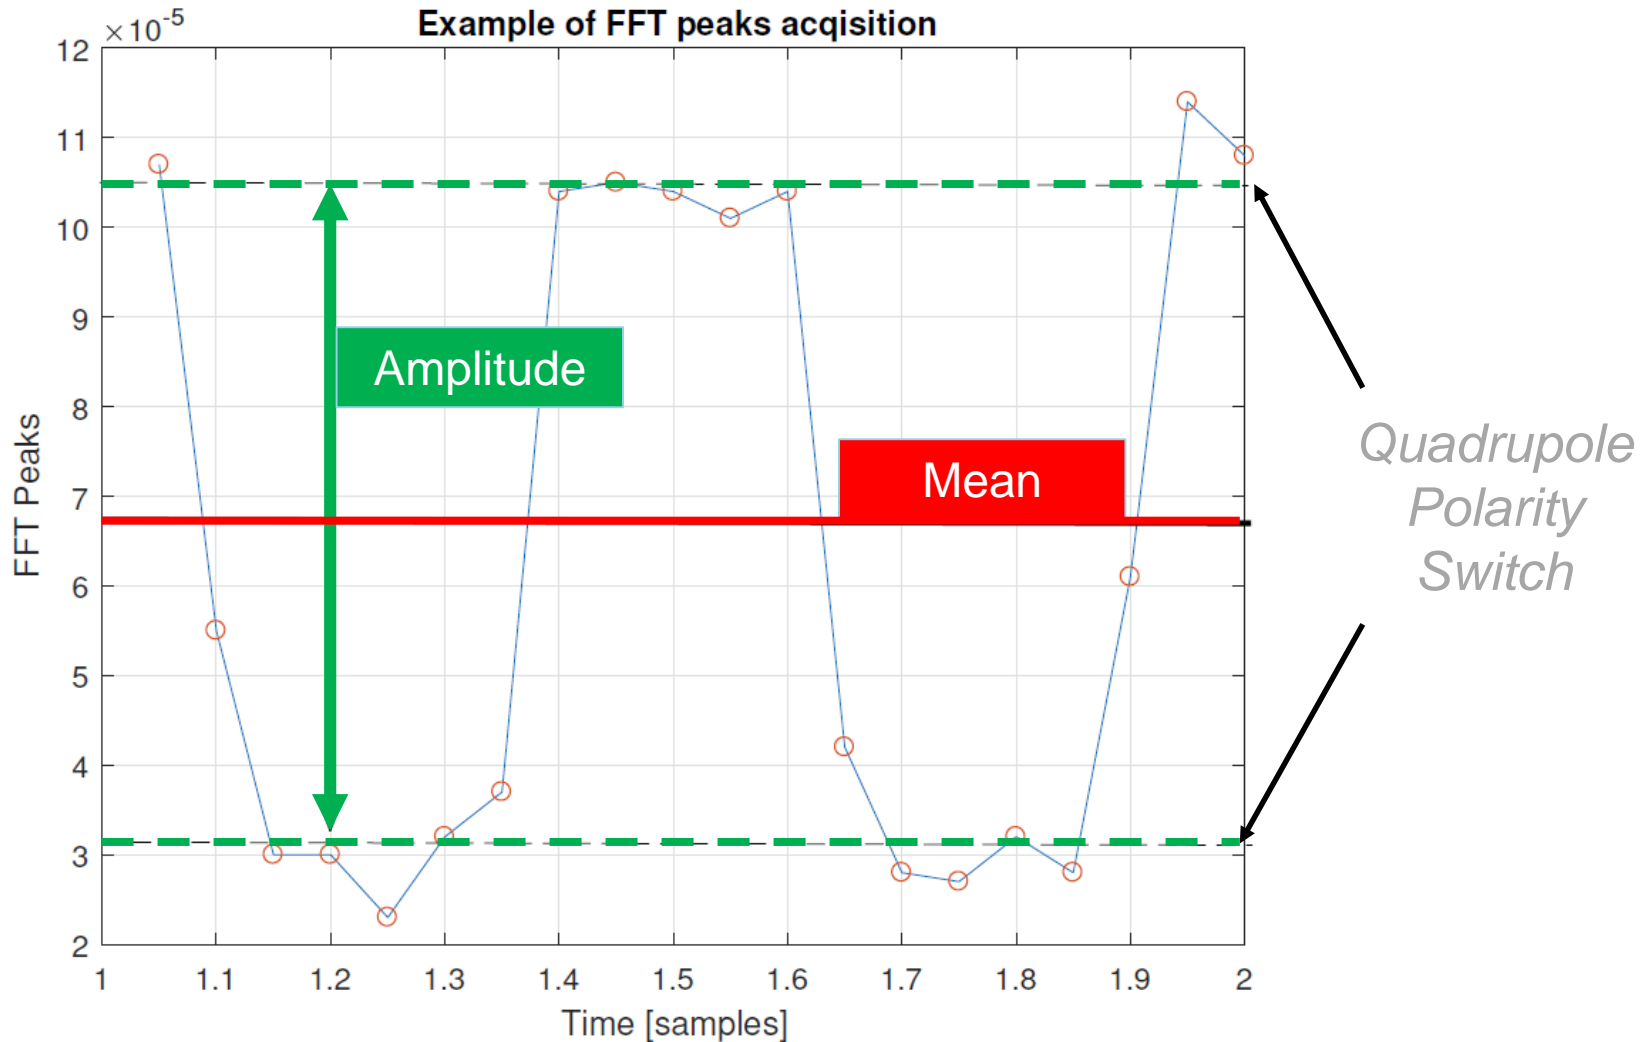 Example of FFT peaks acqisition
×10⁻⁵
12
11
10
9
8
7
6
5
4
3
2
FFT Peaks
Amplitude
Mean
Quadrupole
Polarity
Switch
1 1.1 1.2 1.3 1.4 1.5 1.6 1.7 1.8 1.9 2
Time [samples]